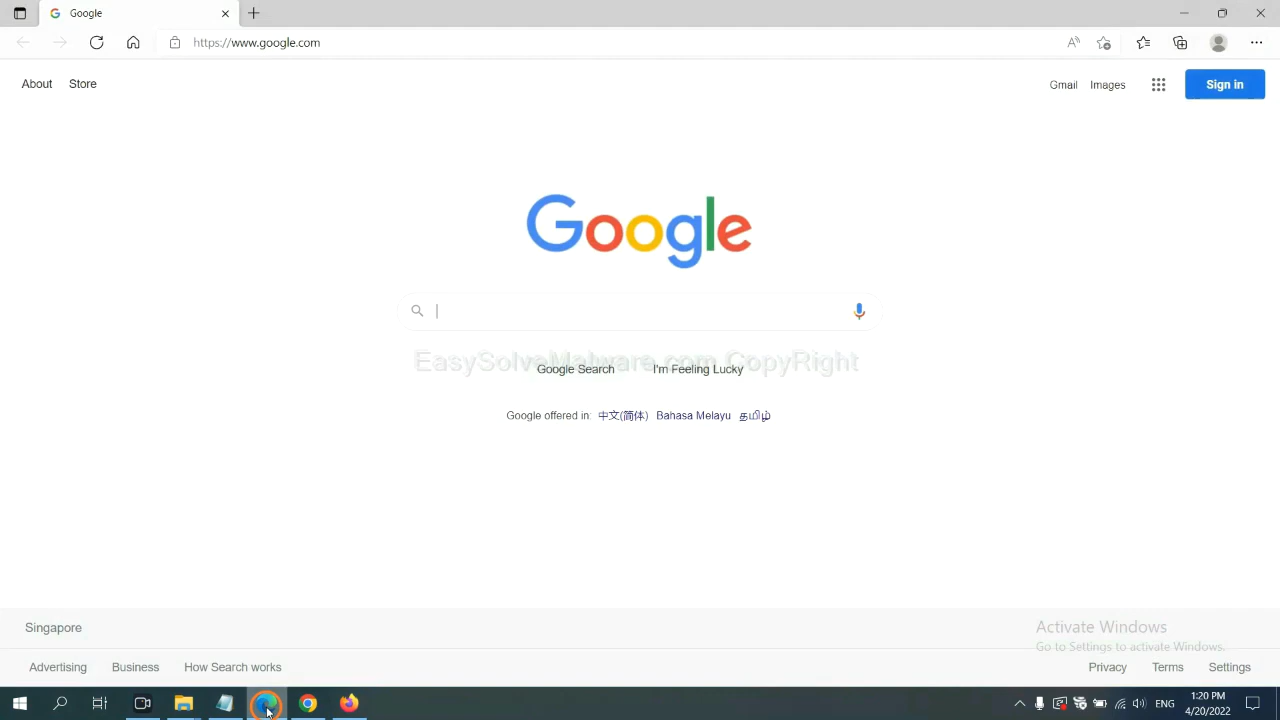 Google
https://www.google.com
About Store
Gmail Images Sign in
Google
EasySolveMalware.com CopyRight
Google Search I'm Feeling Lucky
Google offered in: 中文(简体) Bahasa Melayu தமிழ்
Singapore
Activate Windows
Go to Settings to activate Windows.
Advertising Business How Search works
Privacy Terms Settings
ENG
1:20 PM
4/20/2022